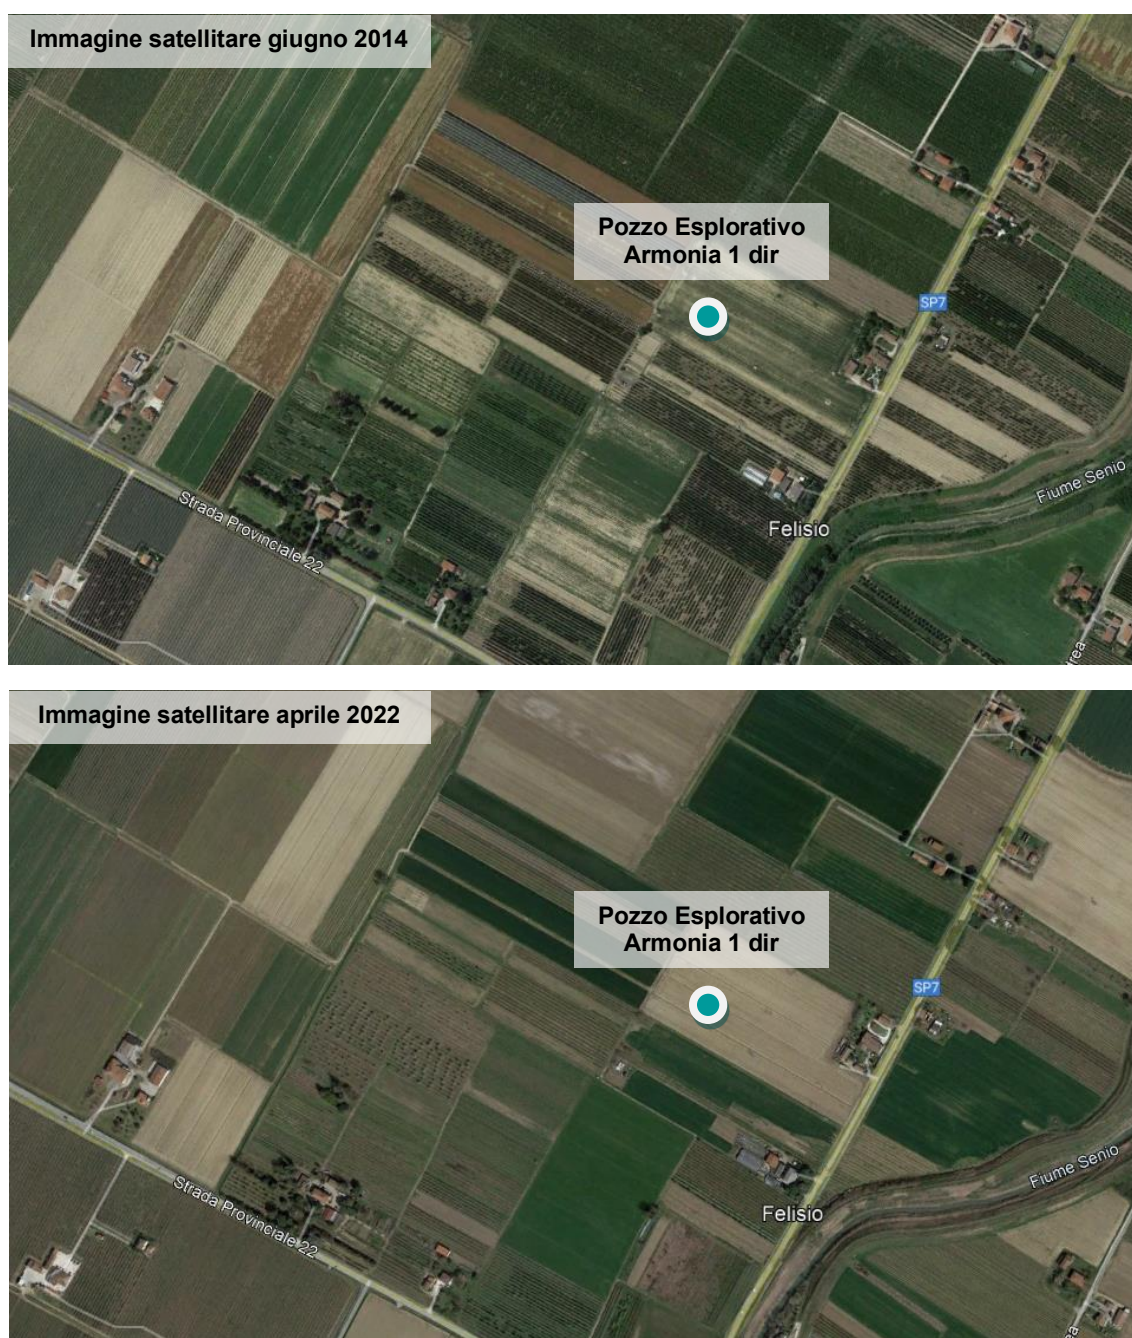 Immagine satellitare giugno 2014
Pozzo Esplorativo
Armonia 1 dir
SP7
Fiume Senio
Strada Provinciale 22
Felisio
rea
Immagine satellitare aprile 2022
Pozzo Esplorativo
Armonia 1 dir
SP7
Fiume Senio
Strada Provinciale 22
Felisio